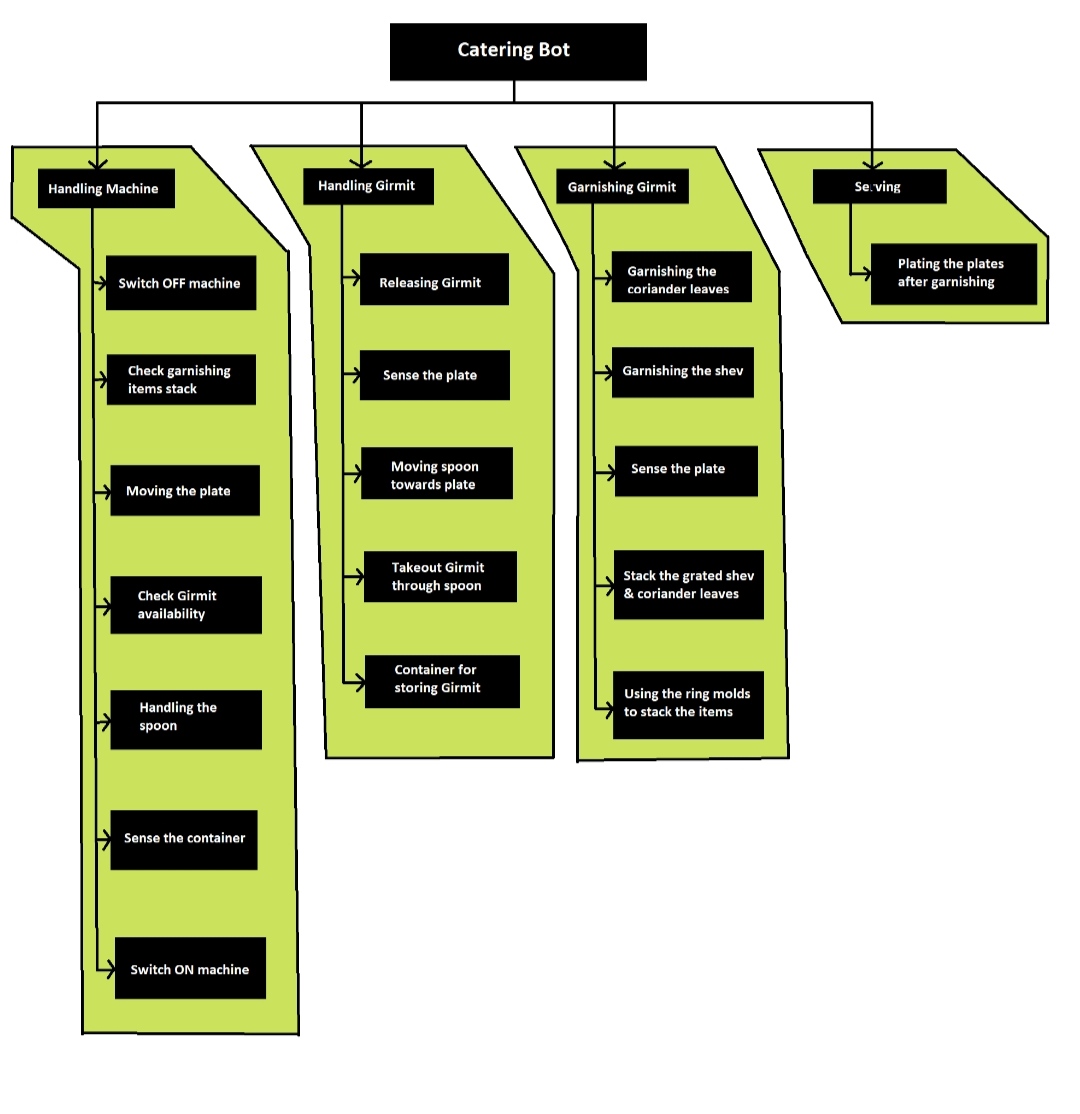 Catering Bot
Handling Machine
Switch OFF machine
Check garnishing
items stack
Moving the plate
Check Girmit
availability
Handling the
spoon
Sense the container
Switch ON machine
Handling Girmit
Releasing Girmit
Sense the plate
Moving spoon
towards plate
Takeout Girmit
through spoon
Container for
storing Girmit
Garnishing Girmit
Garnishing the
coriander leaves
Garnishing the shev
Sense the plate
Stack the grated shev
& coriander leaves
Using the ring molds
to stack the items
Serving
Plating the plates
after garnishing